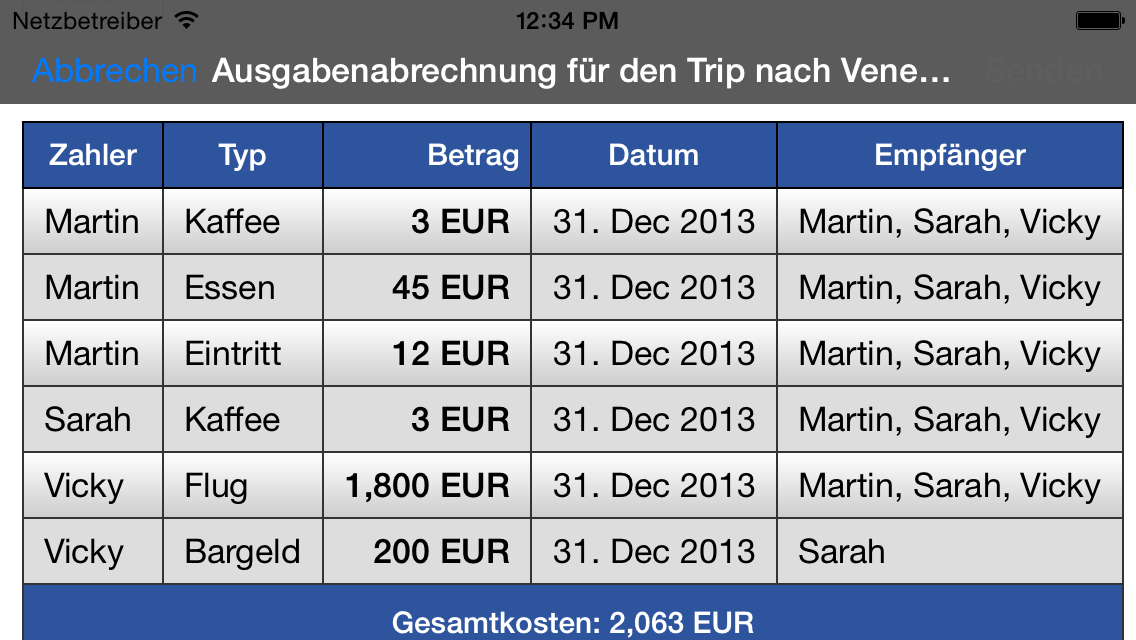 Netzbetreiber 12:34 PM
Abbrechen Ausgabenabrechnung für den Trip nach Vene... Senden
Zahler Typ Betrag Datum Empfänger
Martin Kaffee 3 EUR 31. Dec 2013 Martin, Sarah, Vicky
Martin Essen 45 EUR 31. Dec 2013 Martin, Sarah, Vicky
Martin Eintritt 12 EUR 31. Dec 2013 Martin, Sarah, Vicky
Sarah Kaffee 3 EUR 31. Dec 2013 Martin, Sarah, Vicky
Vicky Flug 1,800 EUR 31. Dec 2013 Martin, Sarah, Vicky
Vicky Bargeld 200 EUR 31. Dec 2013 Sarah
Gesamtkosten: 2,063 EUR